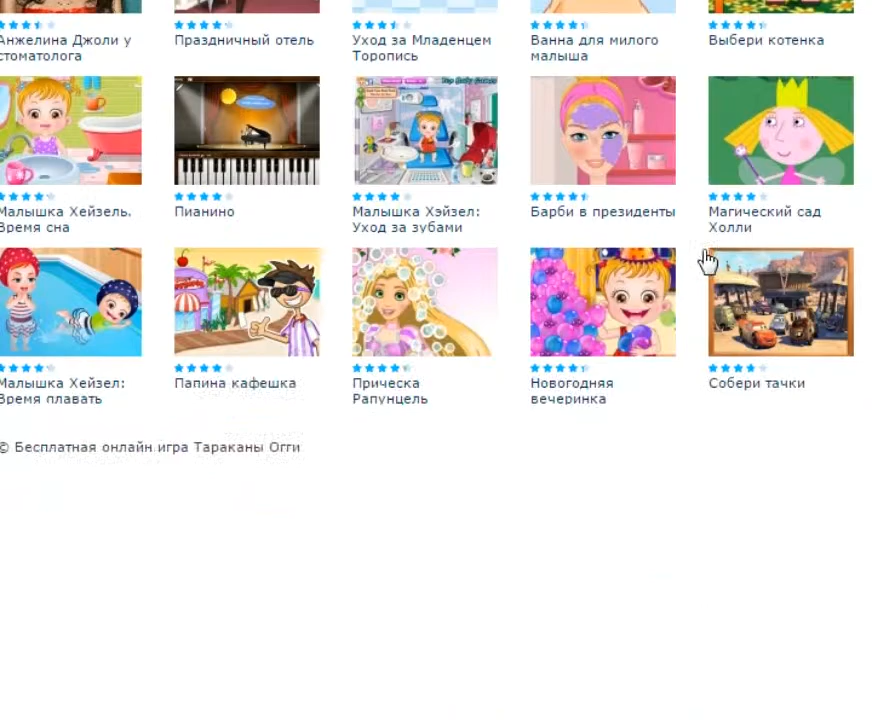 Анжелина Джоли у
стоматолога
Праздничный отель
Уход за Младенцем
Торопись
Ванна для милого
малыша
Выбери котенка
Малышка Хейзель.
Время сна
Пианино
Малышка Хэйзел:
Уход за зубами
Барби в президенты
Магический сад
Холли
Малышка Хейзел:
Время плавать
Папина кафешка
Прическа
Рапунцель
Новогодняя
вечеринка
Собери тачки
© Бесплатная онлайн игра Тараканы Огги